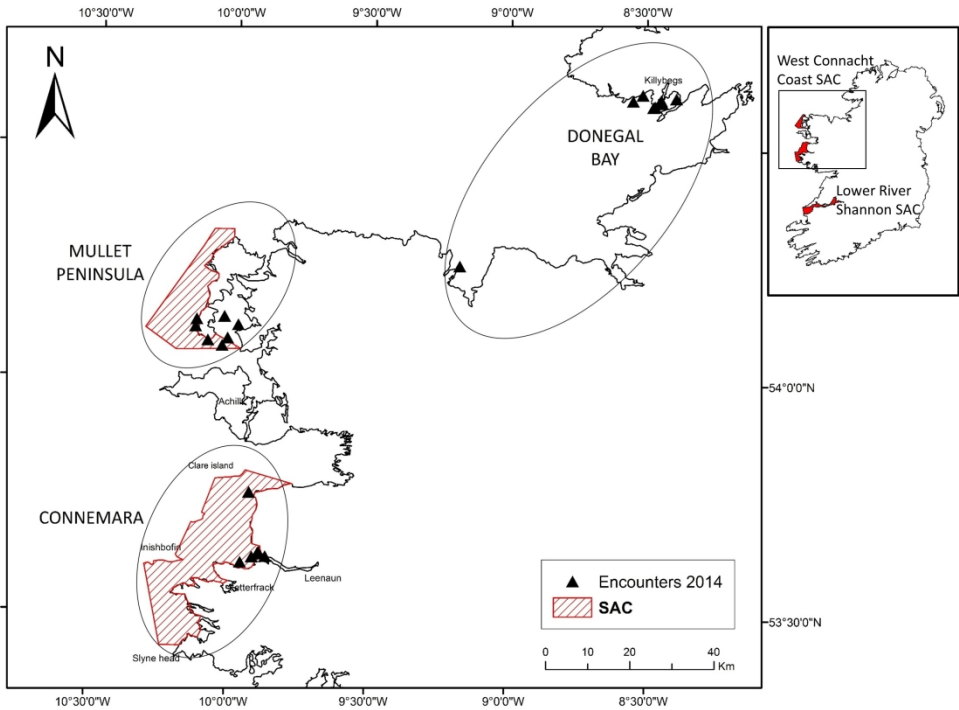 10°30'0"W 10°0'0"W 9°30'0"W 9°0'0"W 8°30'0"W
N
Killybegs
DONEGAL
BAY
MULLET
PENINSULA
Achill
54°0'0"N
Clare island
CONNEMARA
Inishbofin
Letterfrack
Leenaun
Slyne head
Encounters 2014
SAC
0 10 20 40
Km
53°30'0"N
10°30'0"W 10°0'0"W 9°30'0"W 9°0'0"W 8°30'0"W
West Connacht
Coast SAC
Lower River
Shannon SAC